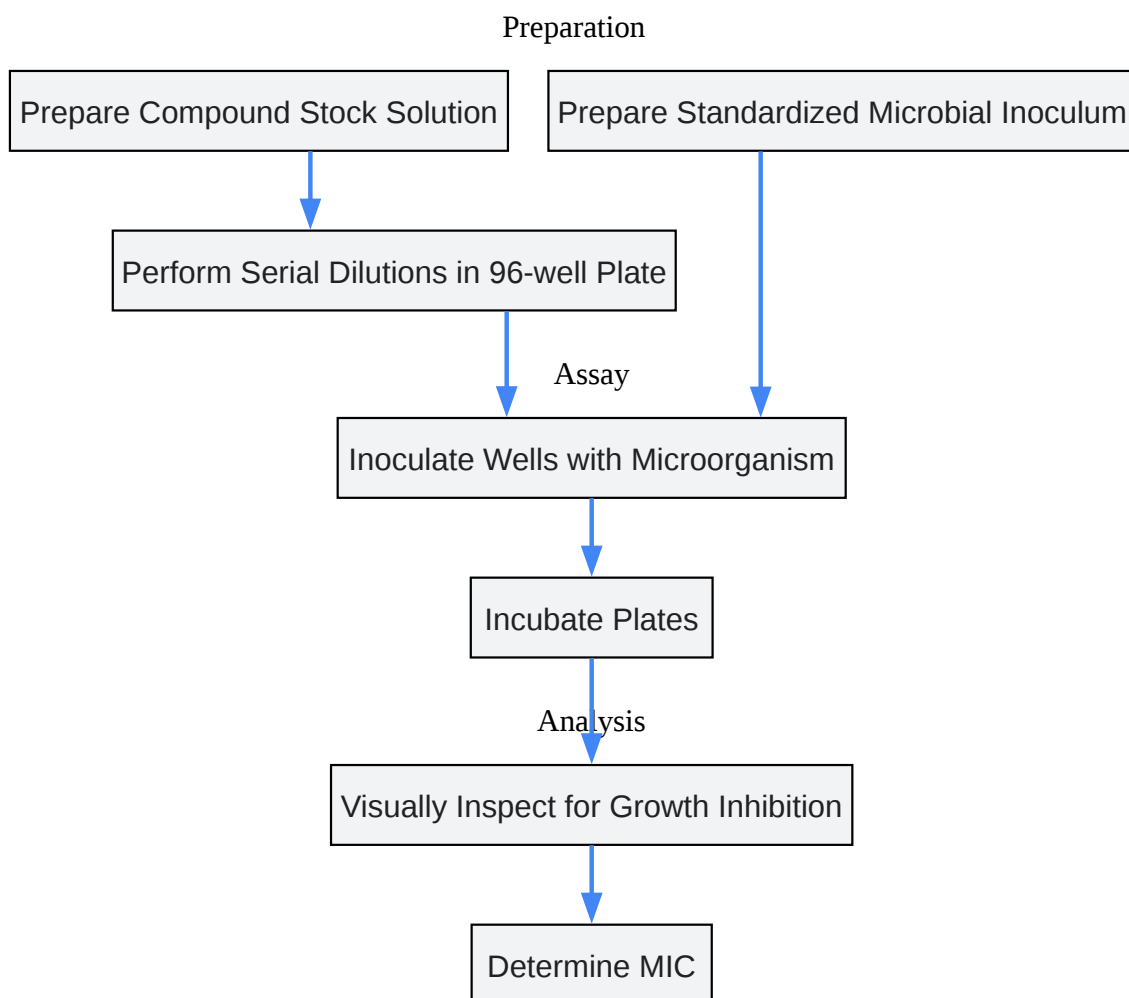 Preparation
Prepare Compound Stock Solution
Prepare Standardized Microbial Inoculum
Perform Serial Dilutions in 96-well Plate
Assay
Inoculate Wells with Microorganism
Incubate Plates
Analysis
Visually Inspect for Growth Inhibition
Determine MIC